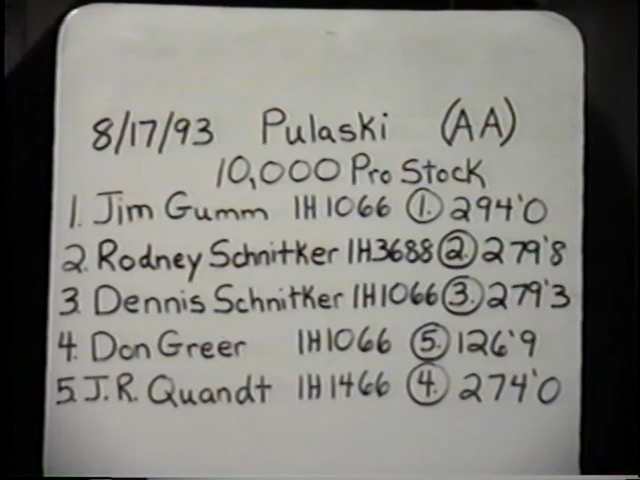 8/17/93 Pulaski (AA)
10,000 Pro Stock
1. Jim Gumm IH1066 1. 294'0
2. Rodney Schnitker IH3688 2. 279'8
3. Dennis Schnitker IH1066 3. 279'3
4. Don Greer IH1066 5. 126'9
5. J.R. Quandt IH1466 4. 274'0